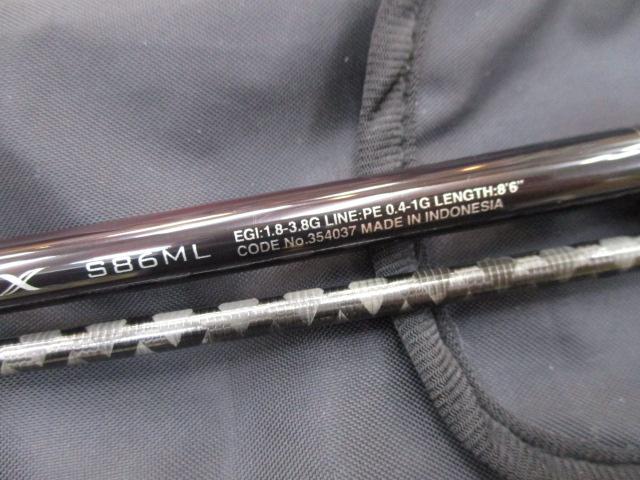 X S86ML
EGI:1.8-3.8G LINE:PE 0.4-1G LENGTH:8'6"
CODE No.354037 MADE IN INDONESIA